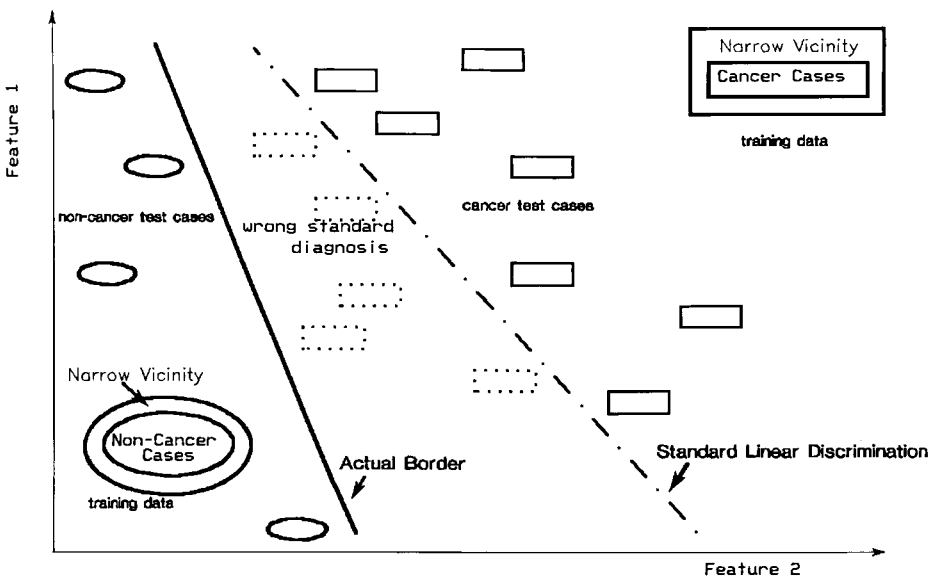 Feature 1
Narrow Vicinity
Cancer Cases
training data
non-cancer test cases
cancer test cases
wrong standard
diagnosis
Narrow Vicinity
Non-Cancer
Cases
training data
Actual Border
Standard Linear Discrimination
Feature 2